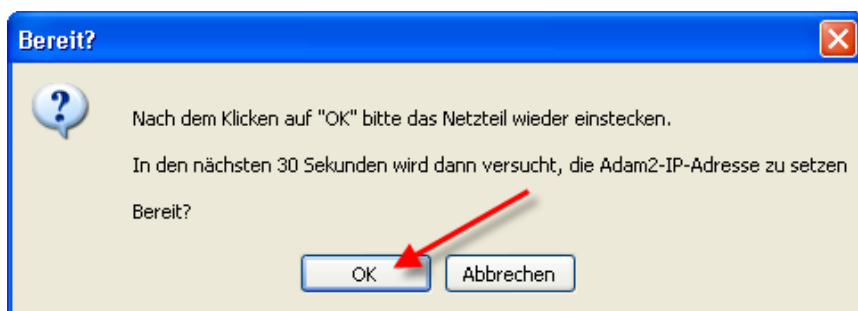 Bereit?
Nach dem Klicken auf "OK" bitte das Netzteil wieder einstecken.
In den nächsten 30 Sekunden wird dann versucht, die Adam2-IP-Adresse zu setzen
Bereit?
OK
Abbrechen